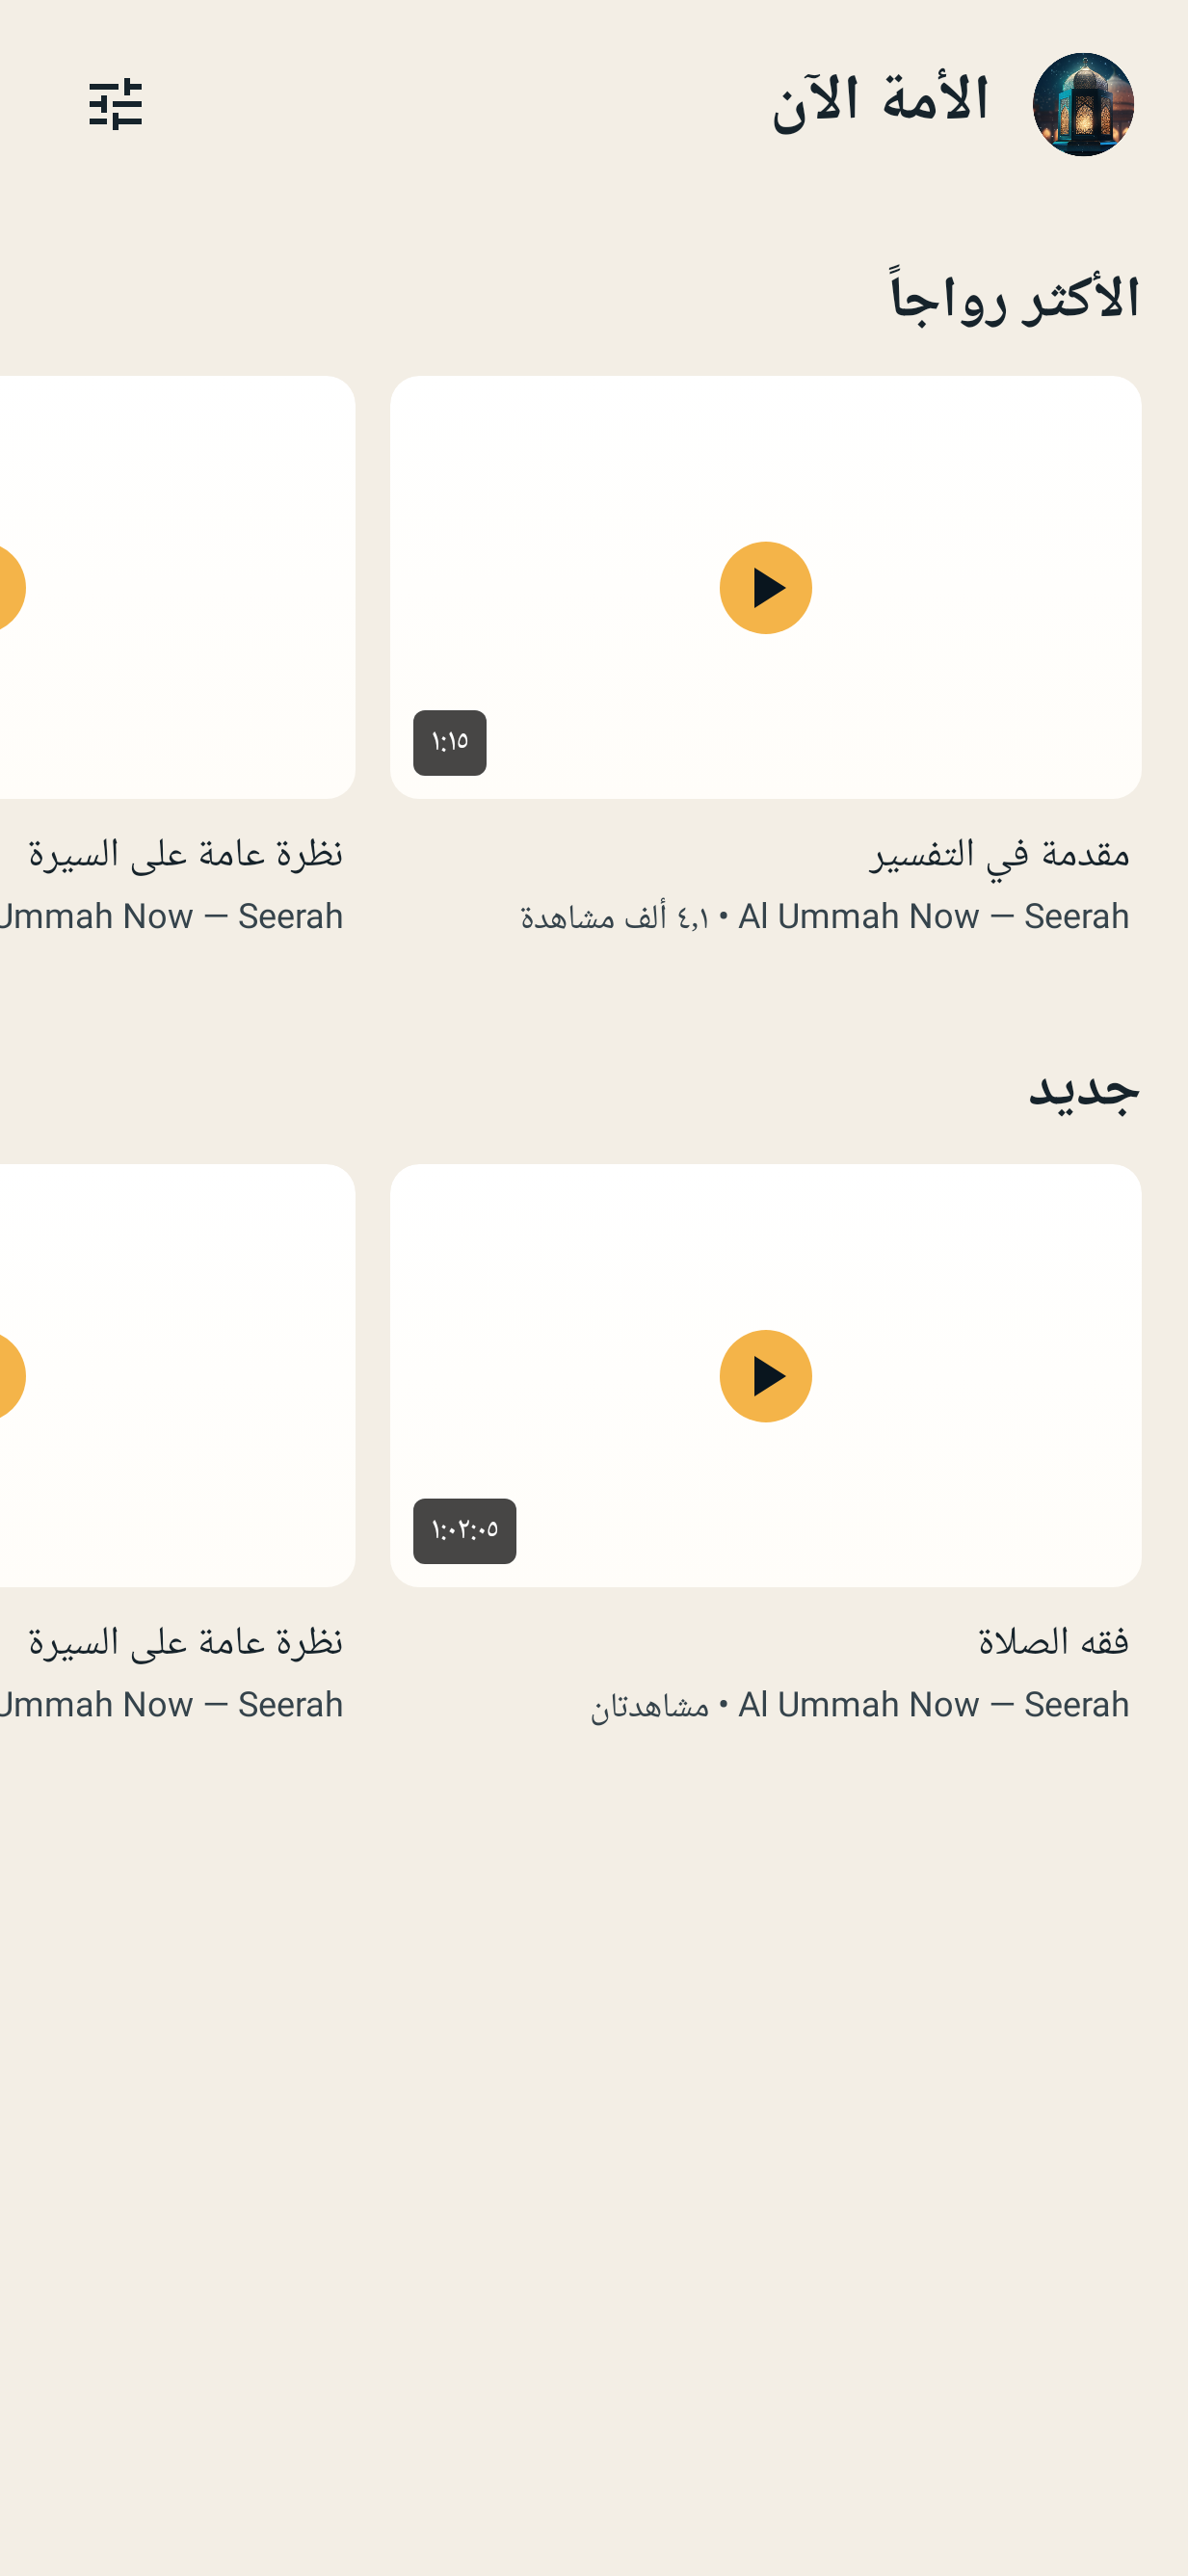 الأمة الآن
الأكثر رواجاً
١:١٥
مقدمة في التفسير
Al Ummah Now — Seerah • ٤,١ ألف مشاهدة
نظرة عامة على السيرة
Ummah Now — Seerah
جديد
١:٠٢:٠٥
فقه الصلاة
Al Ummah Now — Seerah • مشاهدتان
نظرة عامة على السيرة
Ummah Now — Seerah